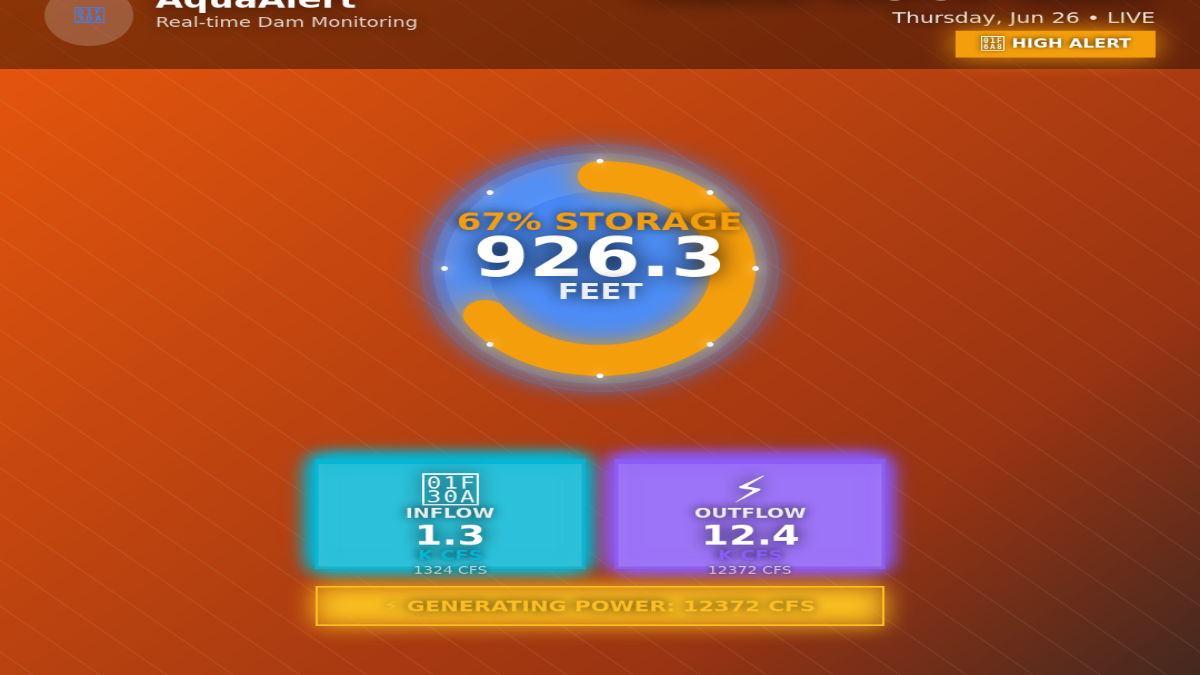 AquaAlert
Real-time Dam Monitoring
Thursday, Jun 26 • LIVE
HIGH ALERT
67% STORAGE
926.3
FEET
INFLOW
1.3
K CFS
1324 CFS
⚡
OUTFLOW
12.4
K CFS
12372 CFS
⚡ GENERATING POWER: 12372 CFS